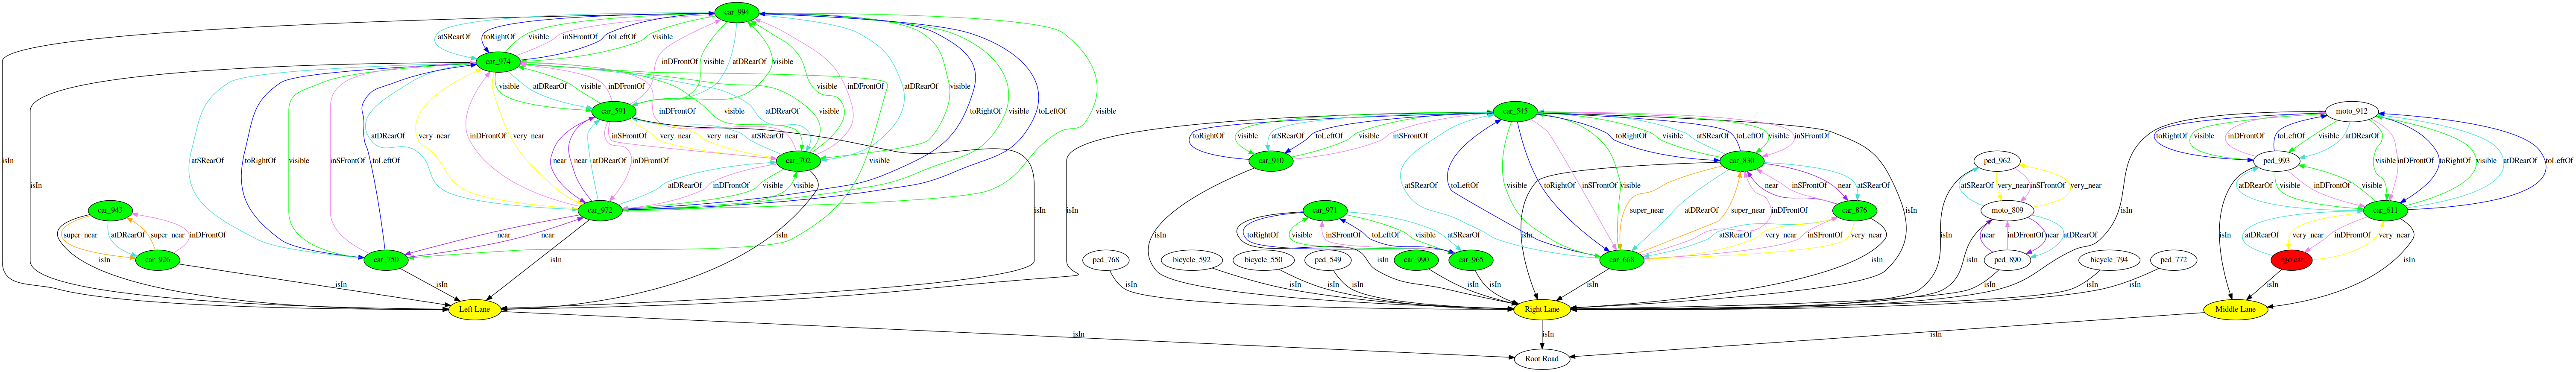 car_994
atSRearOf toRightOf visible inSFrontOf toLeftOf visible
car_974
inDFrontOf visible atDRearOf visible
visible atDRearOf visible inDFrontOf
visible inDFrontOf visible atDRearOf visible toRightOf visible toLeftOf visible
car_591
car_545
car_910
moto_912
atDRearOf very_near inDFrontOf very_near
inSFrontOf very_near very_near atSRearOf
toRightOf visible atSRearOf toLeftOf visible inSFrontOf
toRightOf visible atSRearOf toLeftOf visible inSFrontOf
toRightOf visible inDFrontOf toLeftOf visible atDRearOf
isIn
atSRearOf toRightOf visible inSFrontOf toLeftOf
near near atDRearOf inDFrontOf
car_702
car_830
ped_962
ped_993
visible inDFrontOf toRightOf visible atDRearOf toLeftOf
isIn
atDRearOf inDFrontOf visible visible
atSRearOf toLeftOf visible toRightOf inSFrontOf visible
near inSFrontOf near atSRearOf
atSRearOf very_near inSFrontOf very_near
atDRearOf visible inDFrontOf visible
car_943
car_972
isIn
isIn
car_971
car_876
moto_809
car_611
super_near atDRearOf super_near inDFrontOf
near near
isIn
toRightOf visible inSFrontOf toLeftOf visible atSRearOf
super_near atDRearOf super_near inDFrontOf
isIn
atSRearOf very_near inSFrontOf very_near
isIn
near inDFrontOf near atDRearOf
isIn
isIn
atDRearOf very_near inDFrontOf very_near
isIn
car_926
car_750
isIn
isIn
ped_768
bicycle_592
bicycle_550
ped_549
isIn
car_990
car_965
car_668
isIn
ped_890
bicycle_794
ped_772
ego car
isIn
isIn
isIn
isIn
isIn
isIn
isIn
isIn
isIn
isIn
isIn
isIn
isIn
isIn
Left Lane
Right Lane
Middle Lane
isIn
isIn
isIn
Root Road